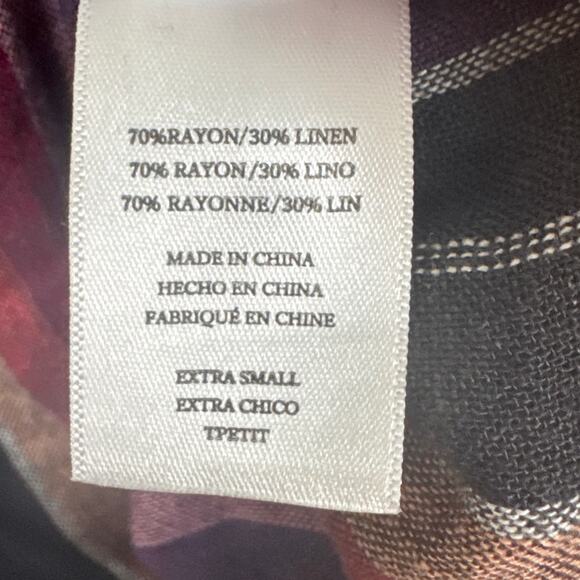 70%RAYON/30% LINEN
70% RAYON/30% LINO
70% RAYONNE/30% LIN
MADE IN CHINA
HECHO EN CHINA
FABRIQUÉ EN CHINE
EXTRA SMALL
EXTRA CHICO
TPETIT